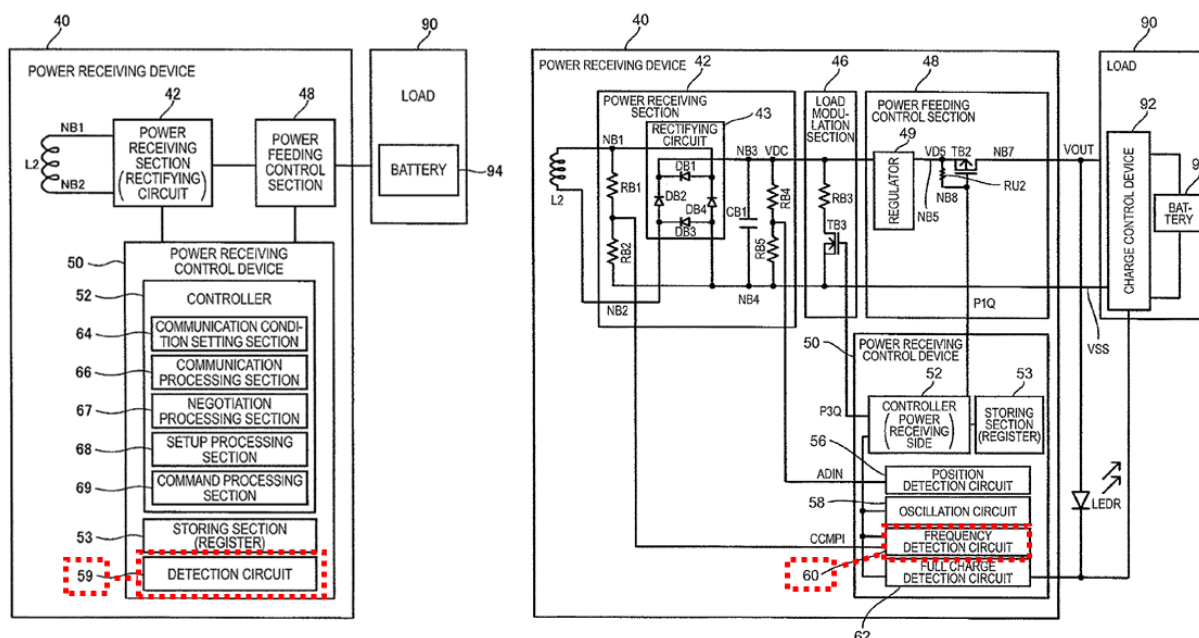 40
90
POWER RECEIVING DEVICE
42
48
LOAD
NB1
L2
NB2
POWER
RECEIVING
SECTION
(RECTIFYING)
CIRCUIT
POWER
FEEDING
CONTROL
SECTION
BATTERY
94
50
POWER RECEIVING
CONTROL DEVICE
52
CONTROLLER
64
COMMUNICATION CONDI-
TION SETTING SECTION
66
COMMUNICATION
PROCESSING SECTION
67
NEGOTIATION
PROCESSING SECTION
68
SETUP PROCESSING
SECTION
69
COMMAND PROCESSING
SECTION
53
STORING SECTION
(REGISTER)
59
DETECTION CIRCUIT
40
90
POWER RECEIVING DEVICE
42
46
48
LOAD
POWER RECEIVING
SECTION
43
LOAD
MODU-
LATION
SECTION
POWER FEEDING
CONTROL SECTION
92
RECTIFYING
CIRCUIT
49
NB1
NB3
VDC
VD5
TB2
NB7
VOUT
L2
RB1
DB1
DB2
DB4
DB3
CB1
RB4
RB3
REGULATOR
RU2
NB8
NB5
CHARGE CONTROL DEVICE
9
BAT-
TERY
RB2
RB5
TB3
NB2
NB4
P1Q
VSS
50
POWER RECEIVING
CONTROL DEVICE
52
53
P3Q
CONTROLLER
(POWER
RECEIVING
SIDE)
STORING
SECTION
(REGISTER)
56
ADIN
POSITION
DETECTION CIRCUIT
58
OSCILLATION CIRCUIT
LEDR
CCMPI
FREQUENCY
DETECTION CIRCUIT
60
FULL CHARGE
DETECTION CIRCUIT
62